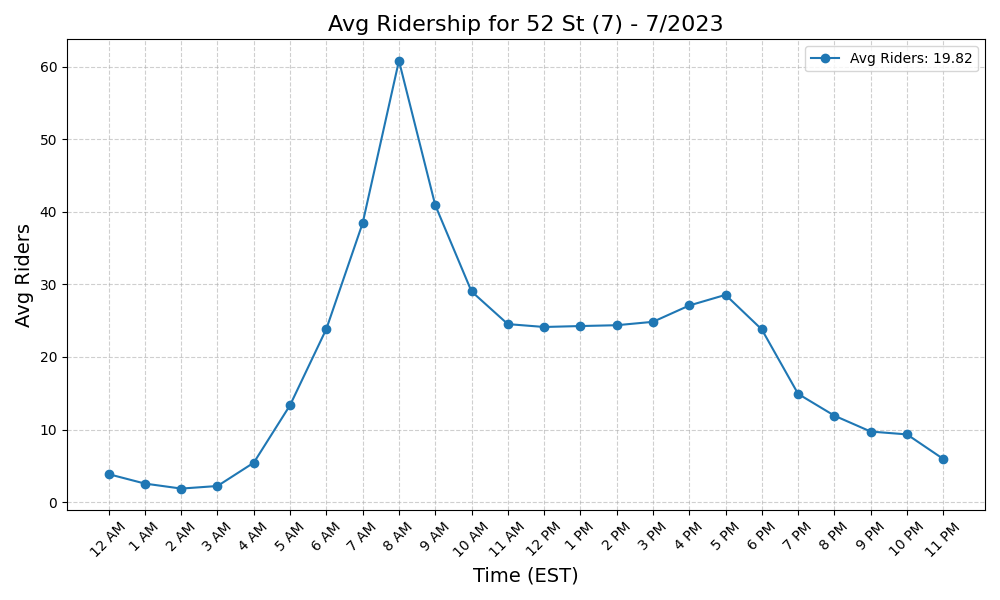 Avg Ridership for 52 St (7) - 7/2023
Avg Riders: 19.82
Avg Riders
60
50
40
30
20
10
0
12 AM
1 AM
2 AM
3 AM
4 AM
5 AM
6 AM
7 AM
8 AM
9 AM
10 AM
11 AM
12 PM
1 PM
2 PM
3 PM
4 PM
5 PM
6 PM
7 PM
8 PM
9 PM
10 PM
11 PM
Time (EST)